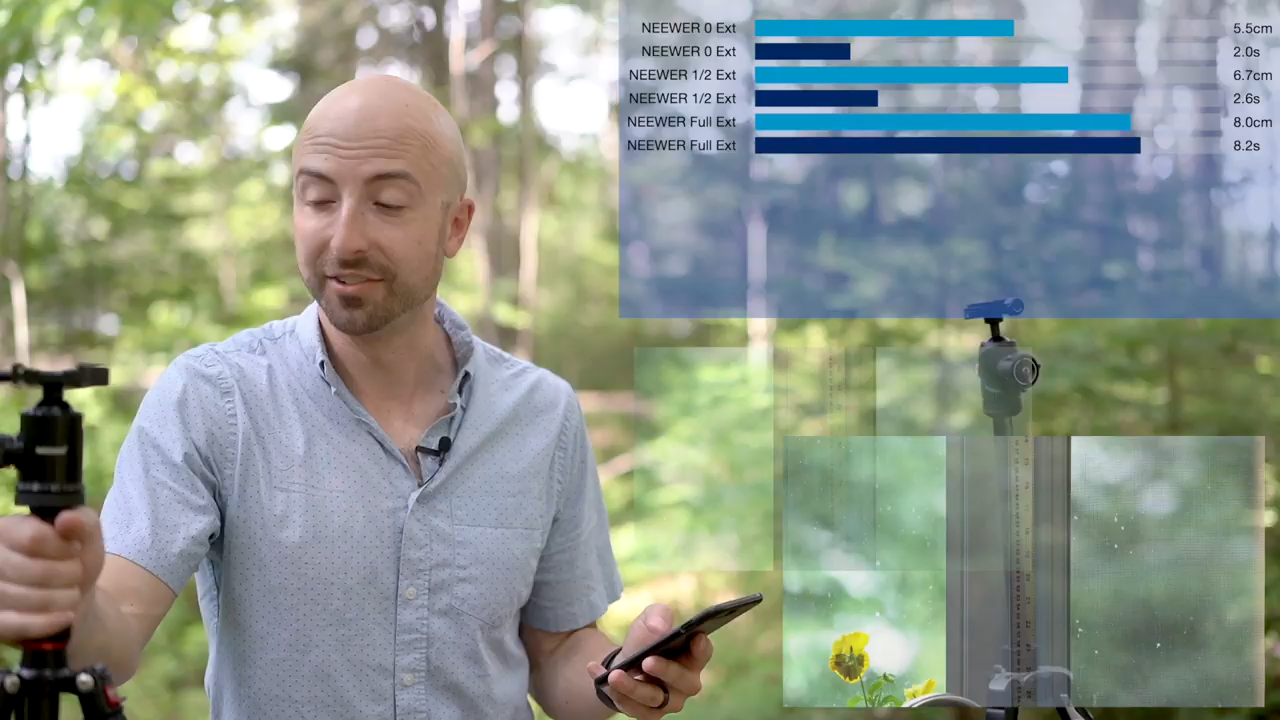 NEEWER 0 Ext 5.5cm
NEEWER 0 Ext 2.0s
NEEWER 1/2 Ext 6.7cm
NEEWER 1/2 Ext 2.6s
NEEWER Full Ext 8.0cm
NEEWER Full Ext 8.2s